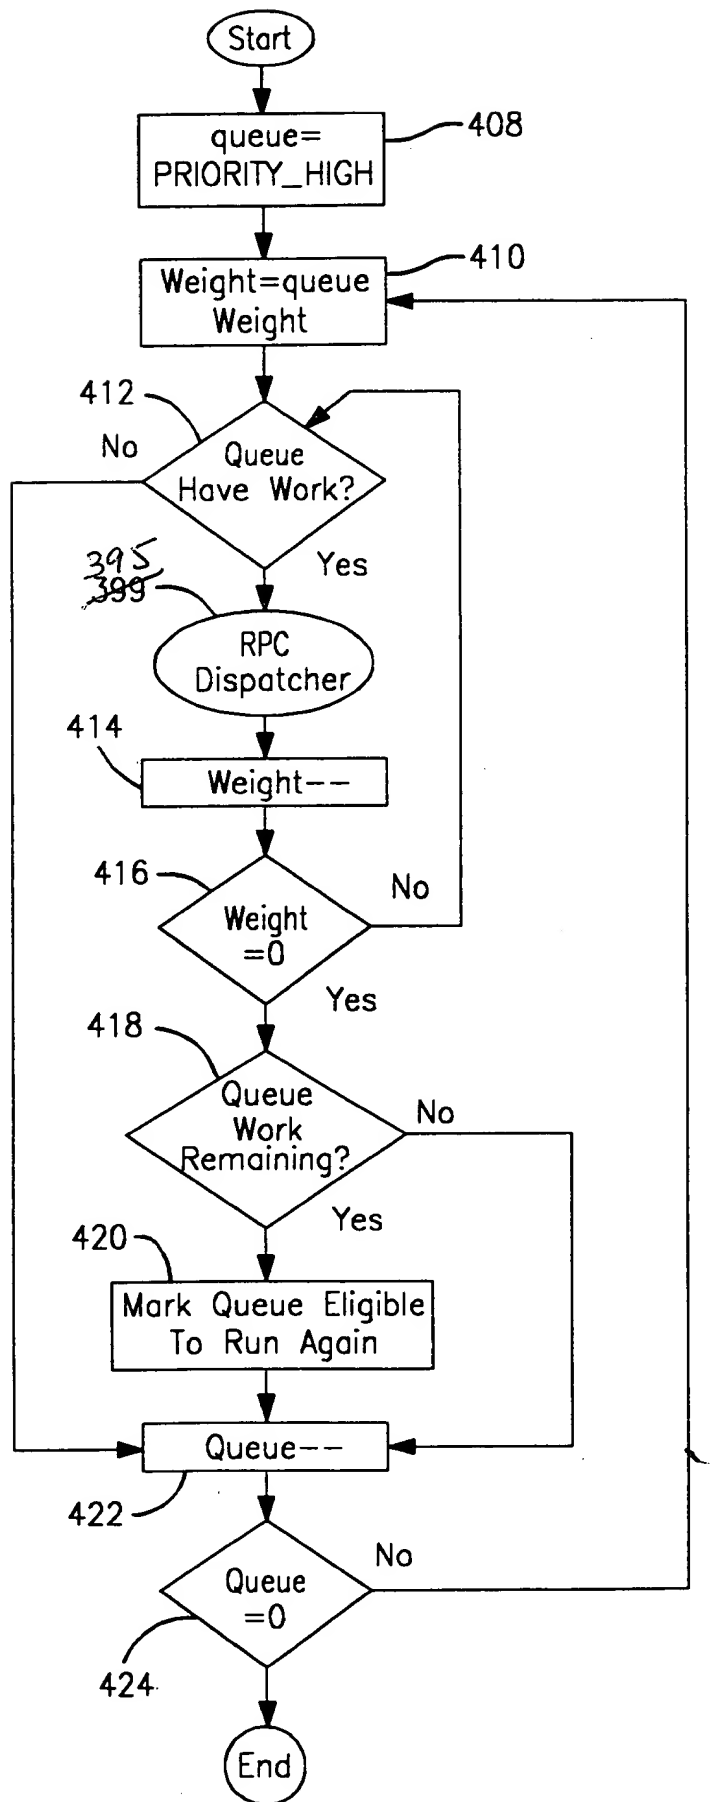 Start
queue=
PRIORITY_HIGH
408
Weight=queue
Weight
410
412
No
Queue
Have Work?
Yes
395
399
RPC
Dispatcher
414
Weight--
416
No
Weight
=0
Yes
418
Queue
Work
Remaining?
No
Yes
420
Mark Queue Eligible
To Run Again
Queue--
422
No
Queue
=0
424
End